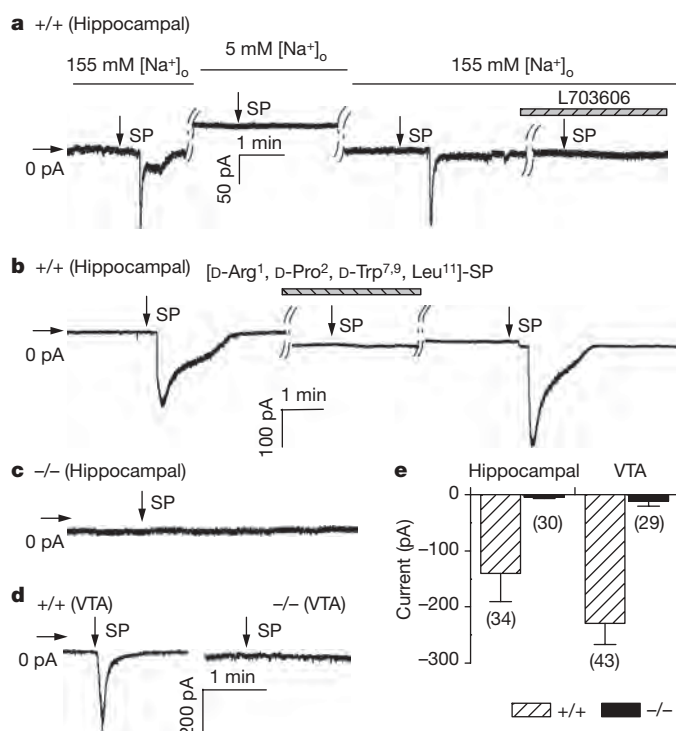 a +/+ (Hippocampal)
155 mM [Na⁺]ₒ
5 mM [Na⁺]ₒ
155 mM [Na⁺]ₒ
L703606
SP
SP
SP
SP
0 pA
1 min
50 pA
b +/+ (Hippocampal)
[D-Arg¹, D-Pro², D-Trp⁷,⁹, Leu¹¹]-SP
SP
SP
SP
0 pA
1 min
100 pA
c −/− (Hippocampal)
SP
0 pA
d +/+ (VTA)
−/− (VTA)
SP
SP
0 pA
1 min
200 pA
e Hippocampal VTA
0
−100
−200
−300
Current (pA)
(30)
(29)
(34)
(43)
+/+ −/−